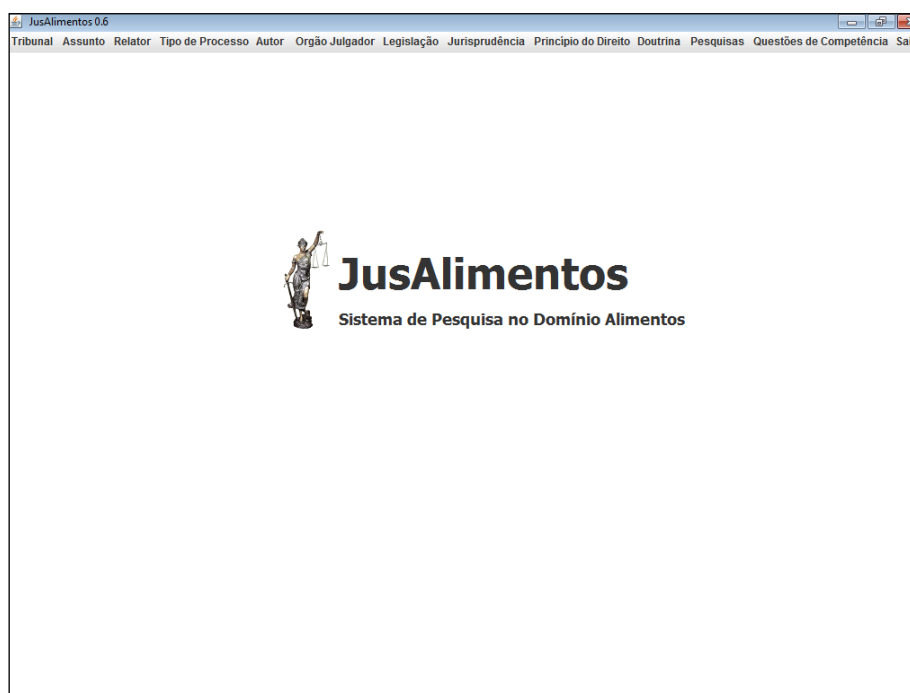 JusAlimentos 0.6
Tribunal Assunto Relator Tipo de Processo Autor Orgão Julgador Legislação Jurisprudência Princípio do Direito Doutrina Pesquisas Questões de Competência
JusAlimentos
Sistema de Pesquisa no Domínio Alimentos